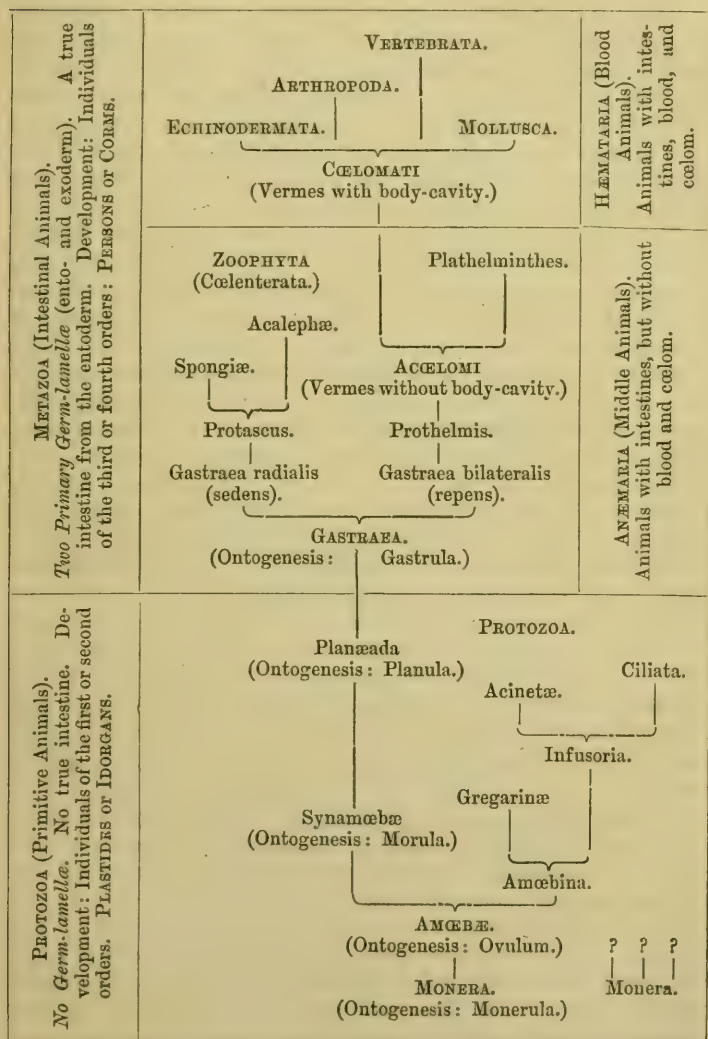 METAZOA (Intestinal Animals).
Two Primary Germ-lamellæ (ento- and exoderm). A true
intestine from the entoderm. Development: Individuals
of the third or fourth orders: PERSONS or CORMS.
VERTEBRATA.
ARTHROPODA.
ECHINODERMATA. MOLLUSCA.
CŒLOMATI
(Vermes with body-cavity.)
HÆMATARIA (Blood
Animals).
Animals with intes-
tines, blood, and
cœlom.
ZOOPHYTA Plathelminthes.
(Cœlenterata.)
Acalephæ.
Spongiæ. ACŒLOMI
(Vermes without body-cavity.)
Protascus. Prothelmis.
Gastraea radialis Gastraea bilateralis
(sedens). (repens).
GASTRAEA.
(Ontogenesis: Gastrula.)
ANÆMARIA (Middle Animals).
Animals with intestines, but without
blood and cœlom.
PROTOZOA (Primitive Animals).
No Germ-lamellæ. No true intestine. De-
velopment: Individuals of the first or second
orders. PLASTIDES or IDORGANS.
PROTOZOA.
Planæada
(Ontogenesis: Planula.) Ciliata.
Acinetæ.
Infusoria.
Gregarinæ
Synamœbæ
(Ontogenesis: Morula.)
Amœbina.
AMŒBÆ.
(Ontogenesis: Ovulum.) ? ? ?
MONERA. Monera.
(Ontogenesis: Monerula.)